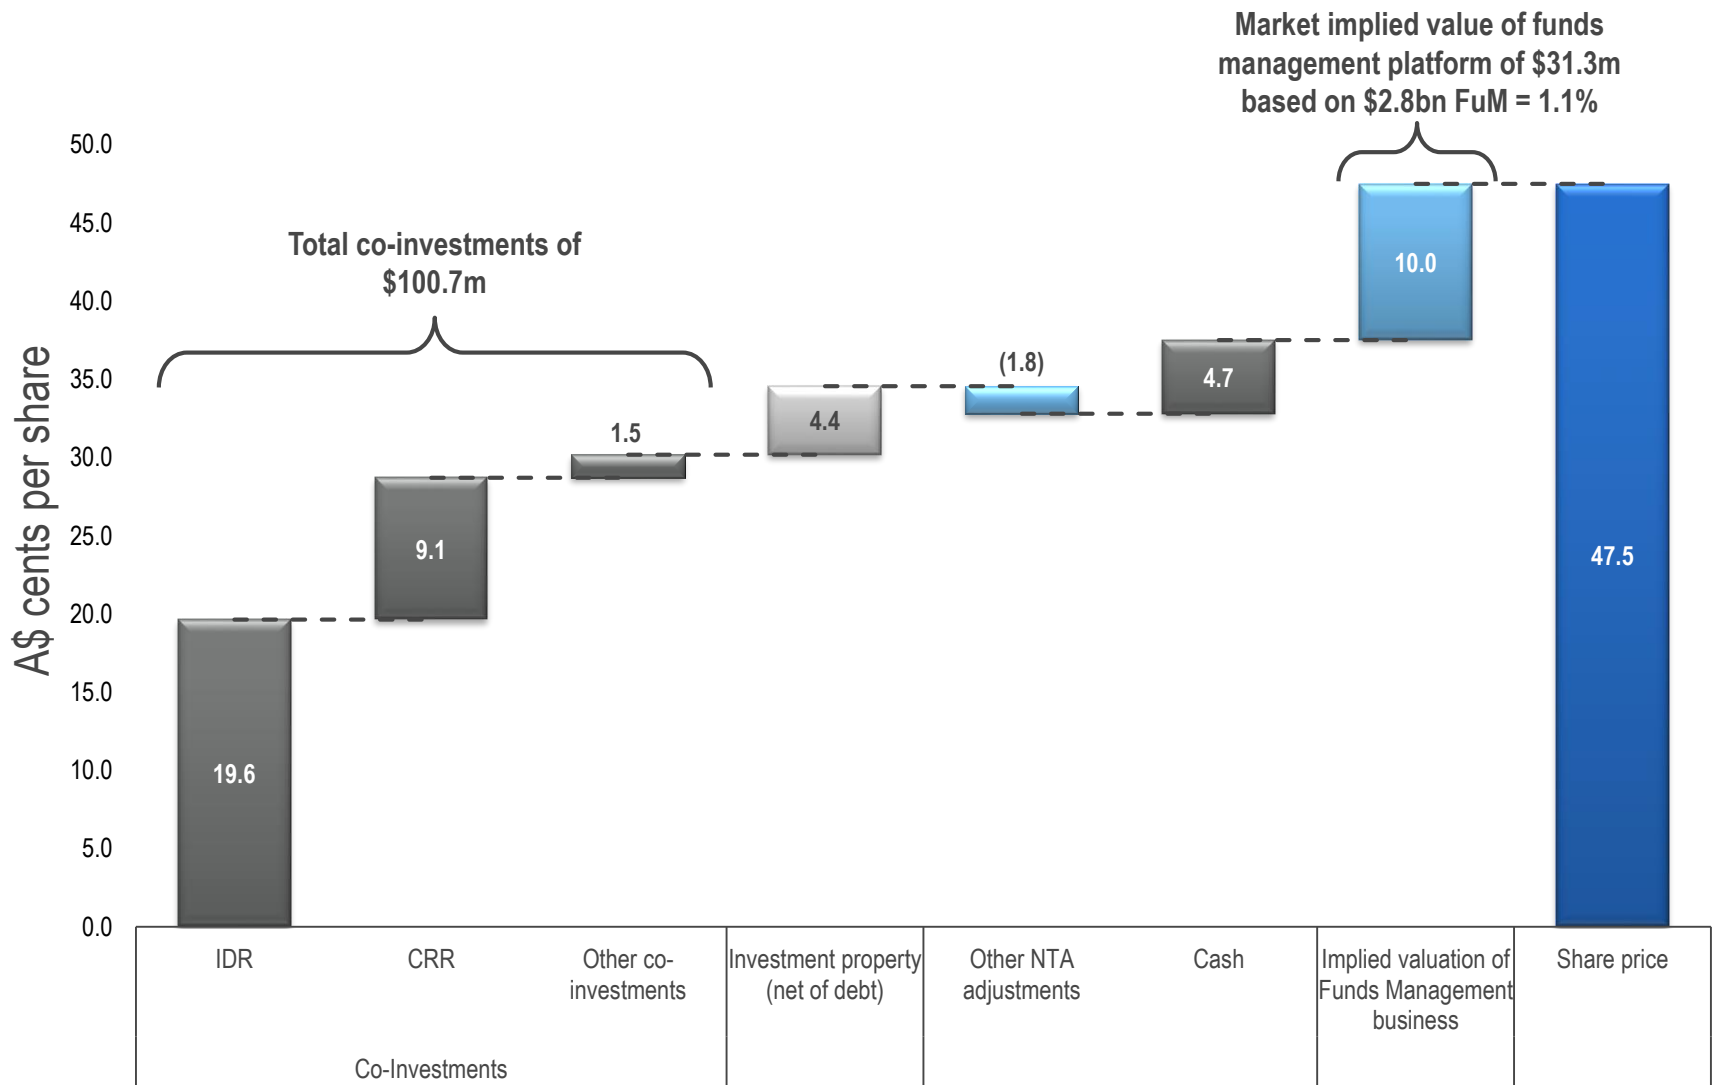 Market implied value of funds
management platform of $31.3m
based on $2.8bn FuM = 1.1%
Total co-investments of
$100.7m
A$ cents per share
50.0
45.0
40.0
35.0
30.0
25.0
20.0
15.0
10.0
5.0
0.0
19.6
9.1
1.5
4.4
(1.8)
4.7
10.0
47.5
IDR
CRR
Other co-
investments
Investment property
(net of debt)
Other NTA
adjustments
Cash
Implied valuation of
Funds Management
business
Share price
Co-Investments